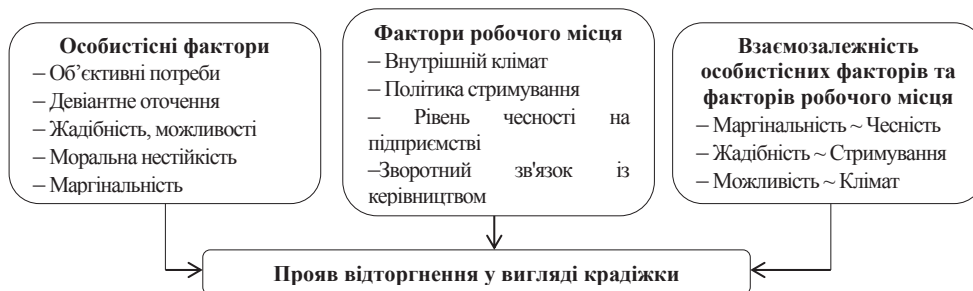 Особистісні фактори
– Об’єктивні потреби
– Девіантне оточення
– Жадібність, можливості
– Моральна нестійкість
– Маргінальність
Фактори робочого місця
– Внутрішній клімат
– Політика стримування
– Рівень чесності на
підприємстві
–Зворотний зв'язок із
керівництвом
Взаємозалежність
особистісних факторів та
факторів робочого місця
– Маргінальність ~ Чесність
– Жадібність ~ Стримування
– Можливість ~ Клімат
Прояв відторгнення у вигляді крадіжки